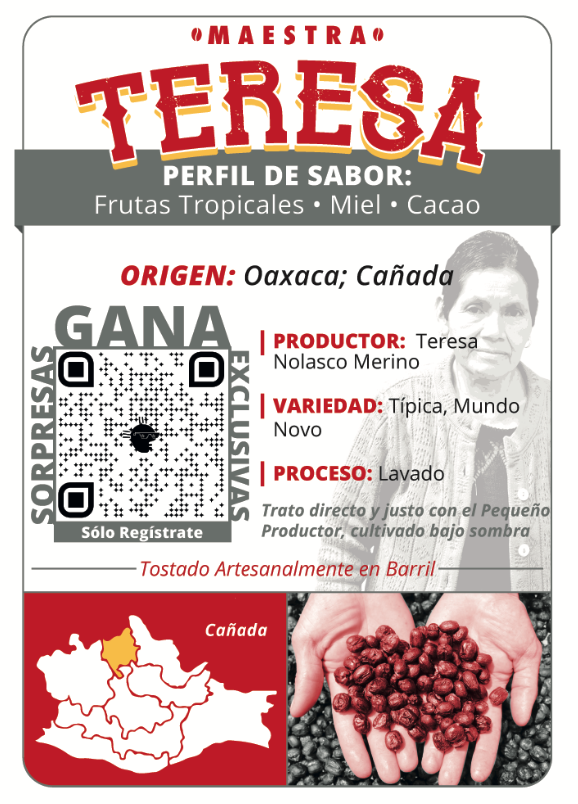 MAESTRA
TERESA
PERFIL DE SABOR:
Frutas Tropicales • Miel • Cacao
ORIGEN: Oaxaca; Cañada
GANA
SORPRESAS
EXCLUSIVAS
Sólo Regístrate
PRODUCTOR: Teresa
Nolasco Merino
VARIEDAD: Típica, Mundo
Novo
PROCESO: Lavado
Trato directo y justo con el Pequeño
Productor, cultivado bajo sombra
Tostado Artesanalmente en Barril
Cañada